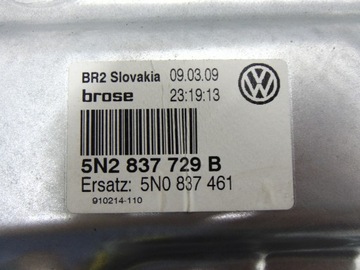 BR2 Slovakia 09.03.09
brose 23:19:13
5N2 837 729 B
Ersatz: 5N0 837 461
910214-110